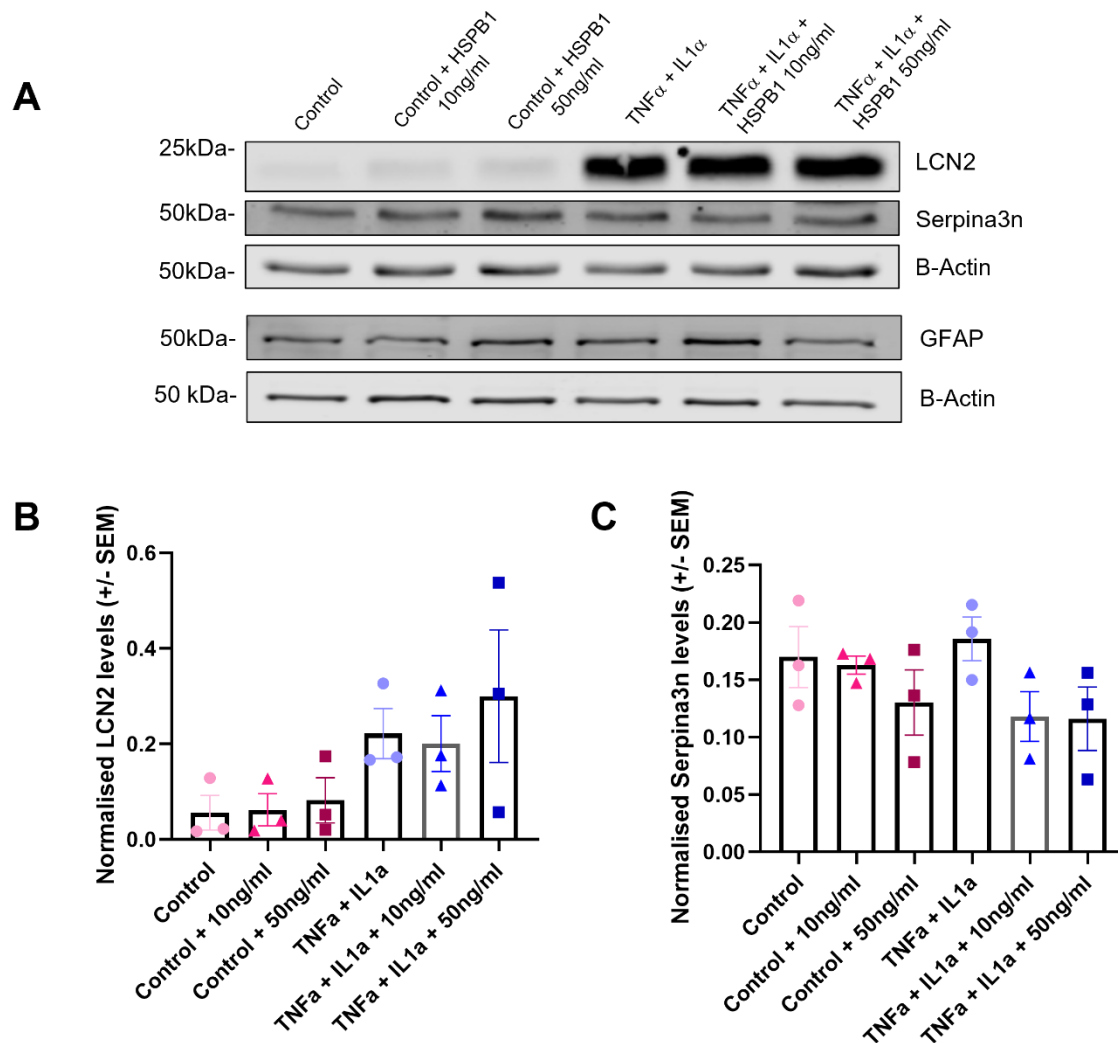 A
Control
Control + HSPB1
10ng/ml
Control + HSPB1
50ng/ml
TNFα + IL1α
TNFα + IL1α +
HSPB1 10ng/ml
TNFα + IL1α +
HSPB1 50ng/ml
25kDa-
LCN2
50kDa-
Serpina3n
50kDa-
B-Actin
50kDa-
GFAP
50 kDa-
B-Actin
B
Normalised LCN2 levels (+/- SEM)
0.6
0.4
0.2
0.0
Control
Control + 10ng/ml
Control + 50ng/ml
TNFa + IL1a
TNFa + IL1a + 10ng/ml
TNFa + IL1a + 50ng/ml
C
Normalised Serpina3n levels (+/- SEM)
0.25
0.20
0.15
0.10
0.05
0.00
Control
Control + 10ng/ml
Control + 50ng/ml
TNFa + IL1a
TNFa + IL1a + 10ng/ml
TNFa + IL1a + 50ng/ml